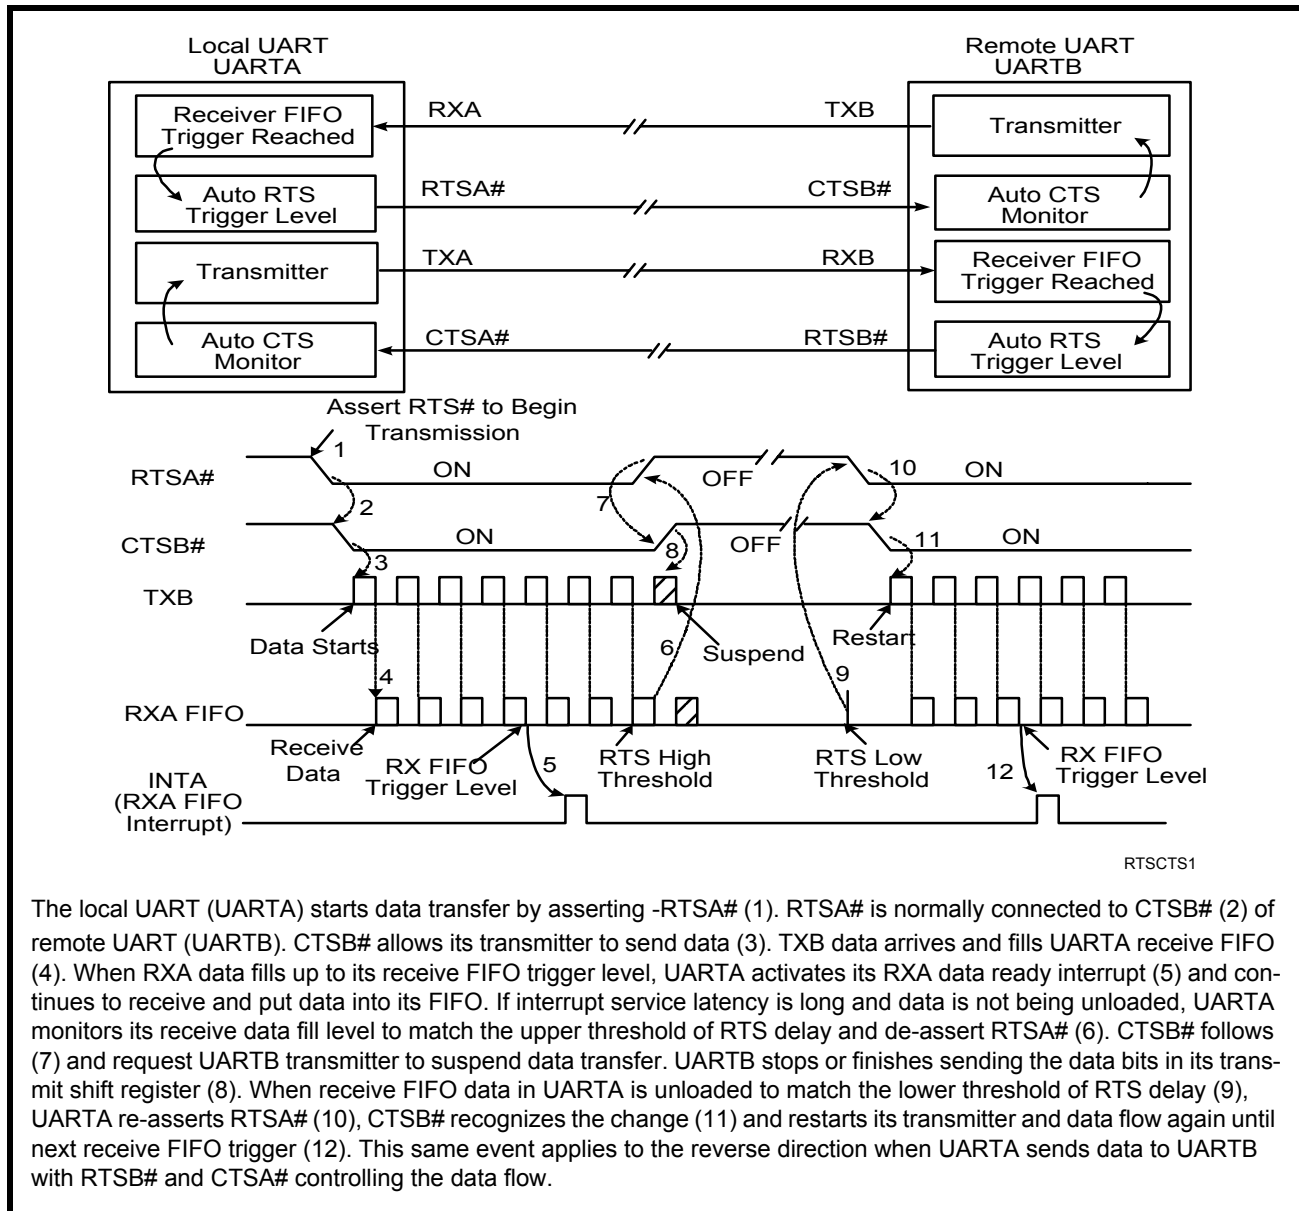 Local UART
UARTA
Remote UART
UARTB
Receiver FIFO
Trigger Reached
RXA
TXB
Transmitter
Auto RTS
Trigger Level
RTSA#
CTSB#
Auto CTS
Monitor
Transmitter
TXA
RXB
Receiver FIFO
Trigger Reached
Auto CTS
Monitor
CTSA#
RTSB#
Auto RTS
Trigger Level
Assert RTS# to Begin
Transmission
1
RTSA#
ON
OFF
10
ON
2
7
CTSB#
ON
8
OFF
11
ON
3
TXB
Data Starts
6
Suspend
Restart
4
9
RXA FIFO
Receive
Data
RX FIFO
Trigger Level
5
RTS High
Threshold
RTS Low
Threshold
12
RX FIFO
Trigger Level
INTA
(RXA FIFO
Interrupt)
RTSCTS1
The local UART (UARTA) starts data transfer by asserting -RTSA# (1). RTSA# is normally connected to CTSB# (2) of
remote UART (UARTB). CTSB# allows its transmitter to send data (3). TXB data arrives and fills UARTA receive FIFO
(4). When RXA data fills up to its receive FIFO trigger level, UARTA activates its RXA data ready interrupt (5) and con-
tinues to receive and put data into its FIFO. If interrupt service latency is long and data is not being unloaded, UARTA
monitors its receive data fill level to match the upper threshold of RTS delay and de-assert RTSA# (6). CTSB# follows
(7) and request UARTB transmitter to suspend data transfer. UARTB stops or finishes sending the data bits in its trans-
mit shift register (8). When receive FIFO data in UARTA is unloaded to match the lower threshold of RTS delay (9),
UARTA re-asserts RTSA# (10), CTSB# recognizes the change (11) and restarts its transmitter and data flow again until
next receive FIFO trigger (12). This same event applies to the reverse direction when UARTA sends data to UARTB
with RTSB# and CTSA# controlling the data flow.